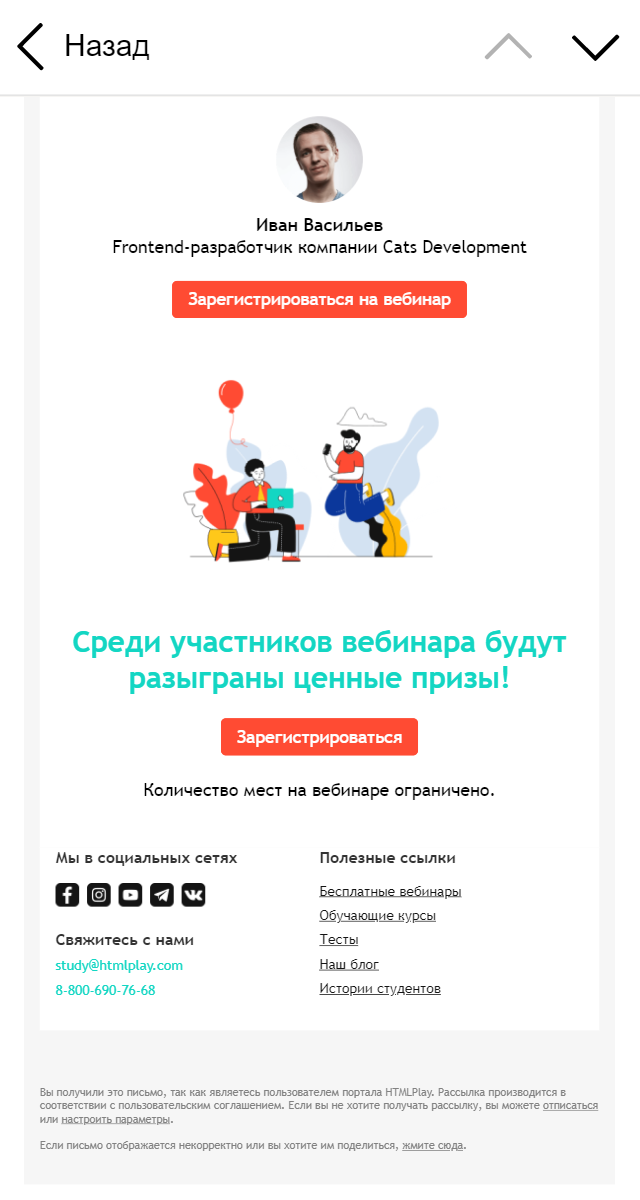 Назад
Иван Васильев
Frontend-разработчик компании Cats Development
Зарегистрироваться на вебинар
Среди участников вебинара будут
разыграны ценные призы!
Зарегистрироваться
Количество мест на вебинаре ограничено.
Мы в социальных сетях
Свяжитесь с нами
study@htmlplay.com
8-800-690-76-68
Полезные ссылки
Бесплатные вебинары
Обучающие курсы
Тесты
Наш блог
Истории студентов
Вы получили это письмо, так как являетесь пользователем портала HTMLPlay. Рассылка производится в
соответствии с пользовательским соглашением. Если вы не хотите получать рассылку, вы можете отписаться
или настроить параметры.
Если письмо отображается некорректно или вы хотите им поделиться, жмите сюда.